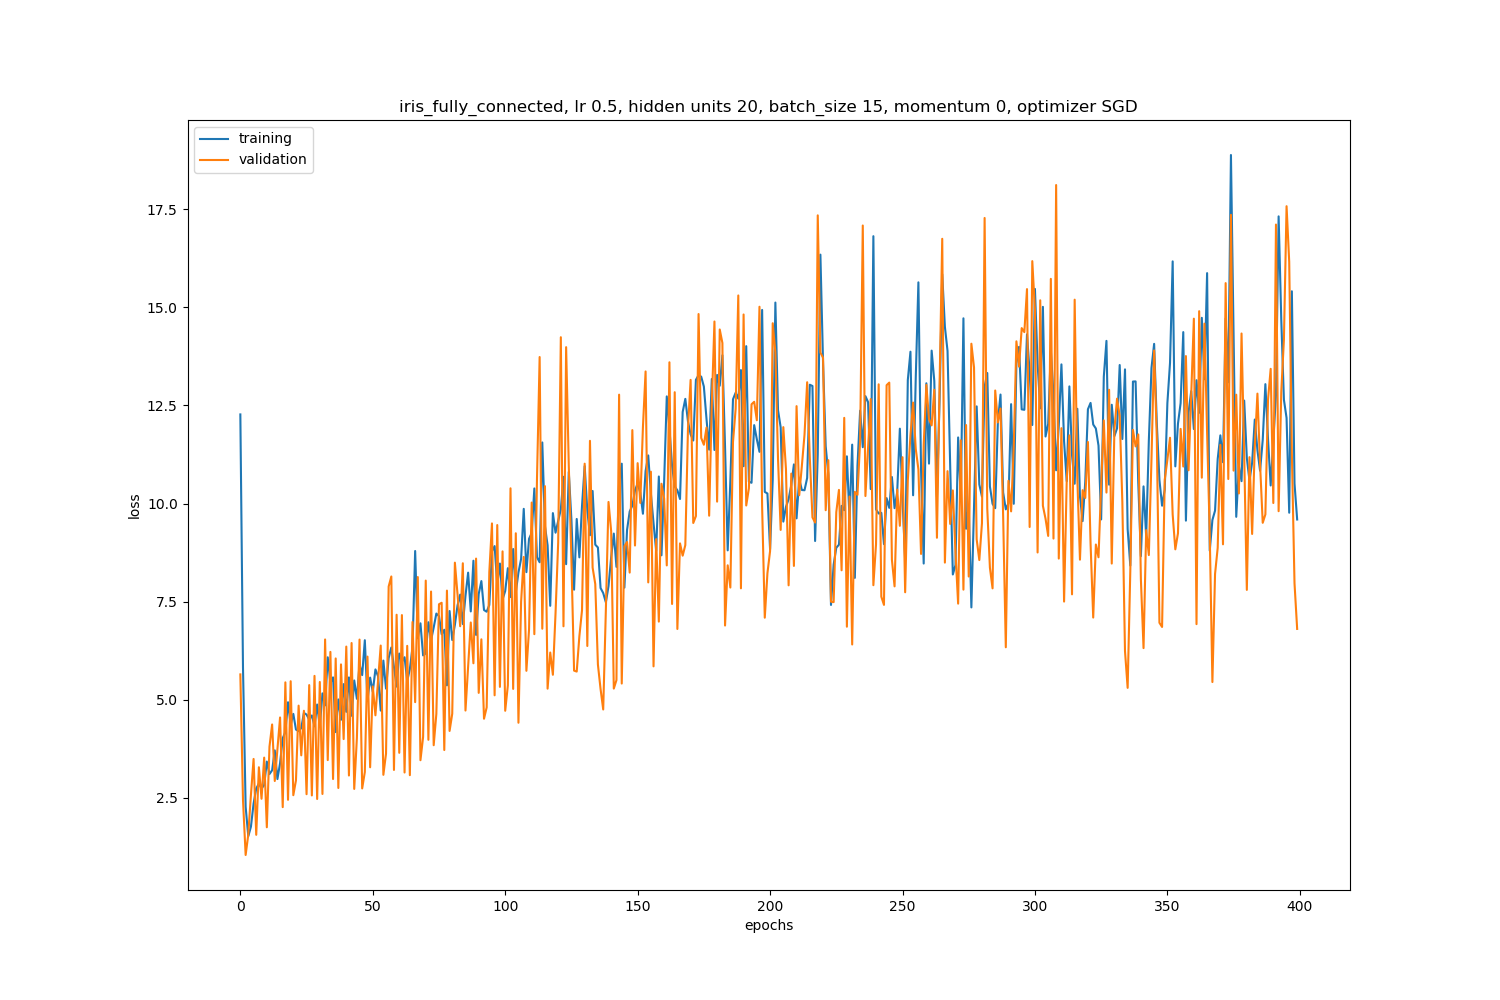 iris_fully_connected, lr 0.5, hidden units 20, batch_size 15, momentum 0, optimizer SGD
training
validation
17.5
15.0
12.5
10.0
7.5
5.0
2.5
loss
0 50 100 150 200 250 300 350 400
epochs